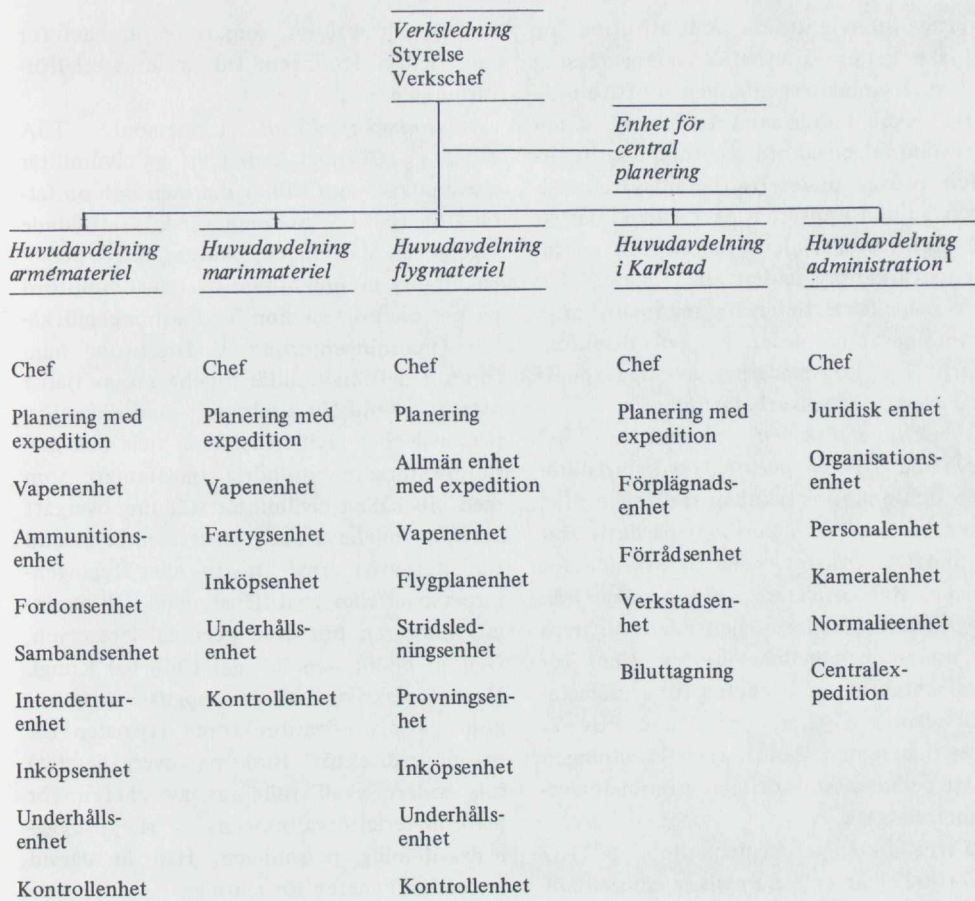 Verksledning
Styrelse
Verkschef
Enhet för
central
planering
Huvudavdelning
armémateriel
Chef
Planering med
expedition
Vapenenhet
Ammunitions-
enhet
Fordonsenhet
Sambandsenhet
Intendentur-
enhet
Inköpsenhet
Underhålls-
enhet
Kontrollenhet
Huvudavdelning
marinmateriel
Chef
Planering med
expedition
Vapenenhet
Fartygsenhet
Inköpsenhet
Underhålls-
enhet
Kontrollenhet
Huvudavdelning
flygmateriel
Chef
Planering
Allmän enhet
med expedition
Vapenenhet
Flygplanenhet
Stridsled-
ningsenhet
Provningsen-
het
Inköpsenhet
Underhålls-
enhet
Kontrollenhet
Huvudavdelning
i Karlstad
Chef
Planering med
expedition
Förplägnads-
enhet
Förrådsenhet
Verkstadsen-
het
Biluttagning
Huvudavdelning
administration1
Chef
Juridisk enhet
Organisations-
enhet
Personalenhet
Kameralenhet
Normalieenhet
Centralex-
pedition